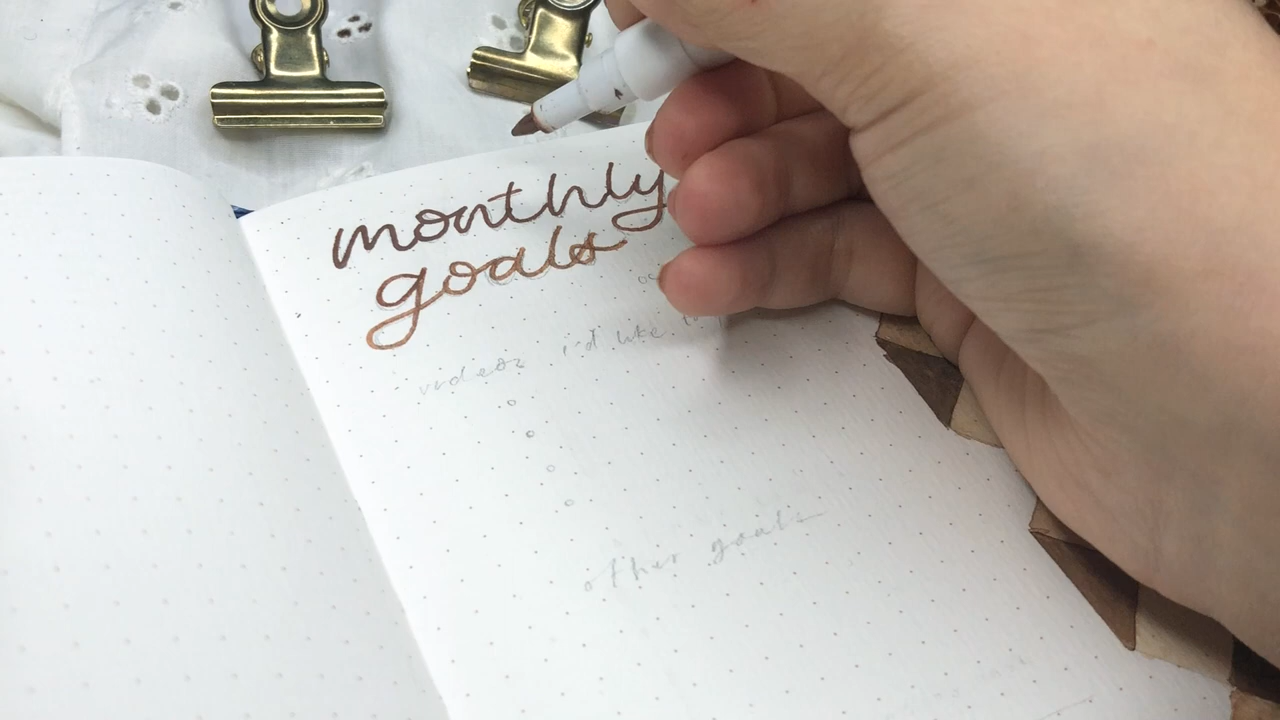 monthly
goals
videos i'd like to
other goals